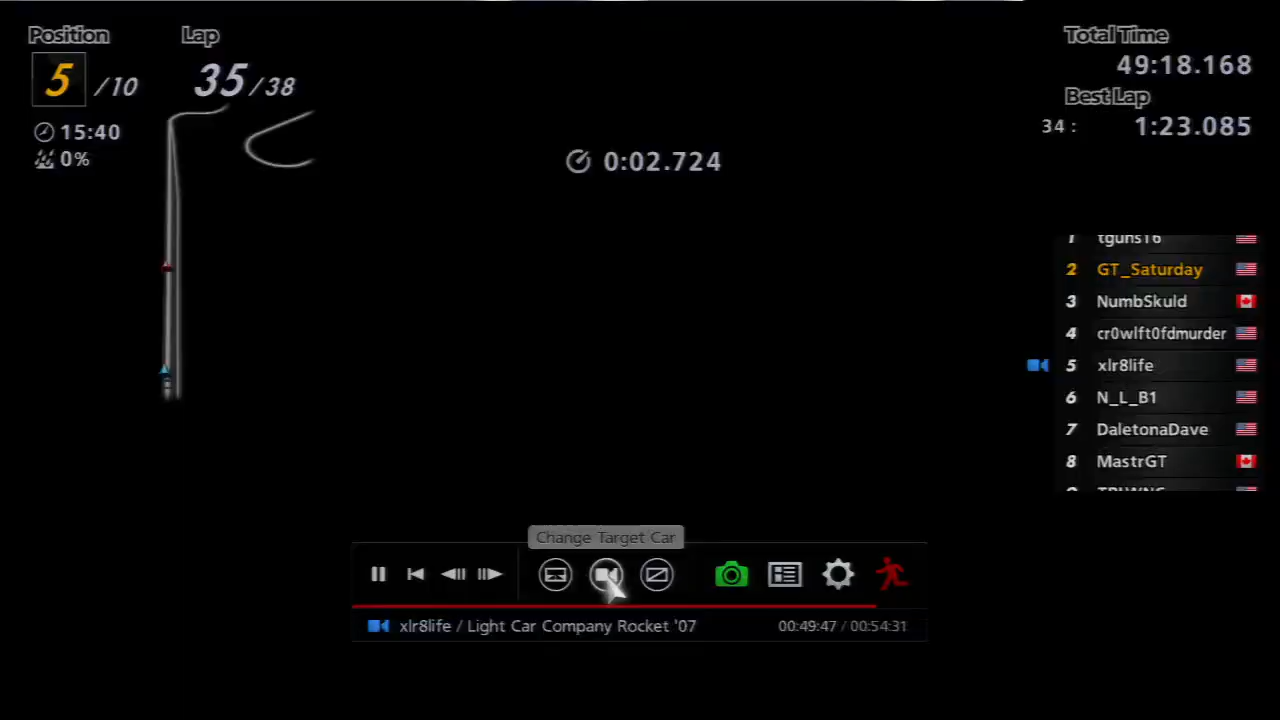 Position
Lap
5 /10
35/38
15:40
0%
0:02.724
Total Time
49:18.168
Best Lap
34 : 1:23.085
1 tguns16
2 GT_Saturday
3 NumbSkuld
4 cr0wlft0fdmurder
5 xlr8life
6 N_L_B1
7 DaletonaDave
8 MastrGT
Change Target Car
xlr8life / Light Car Company Rocket '07
00:49:47 / 00:54:31